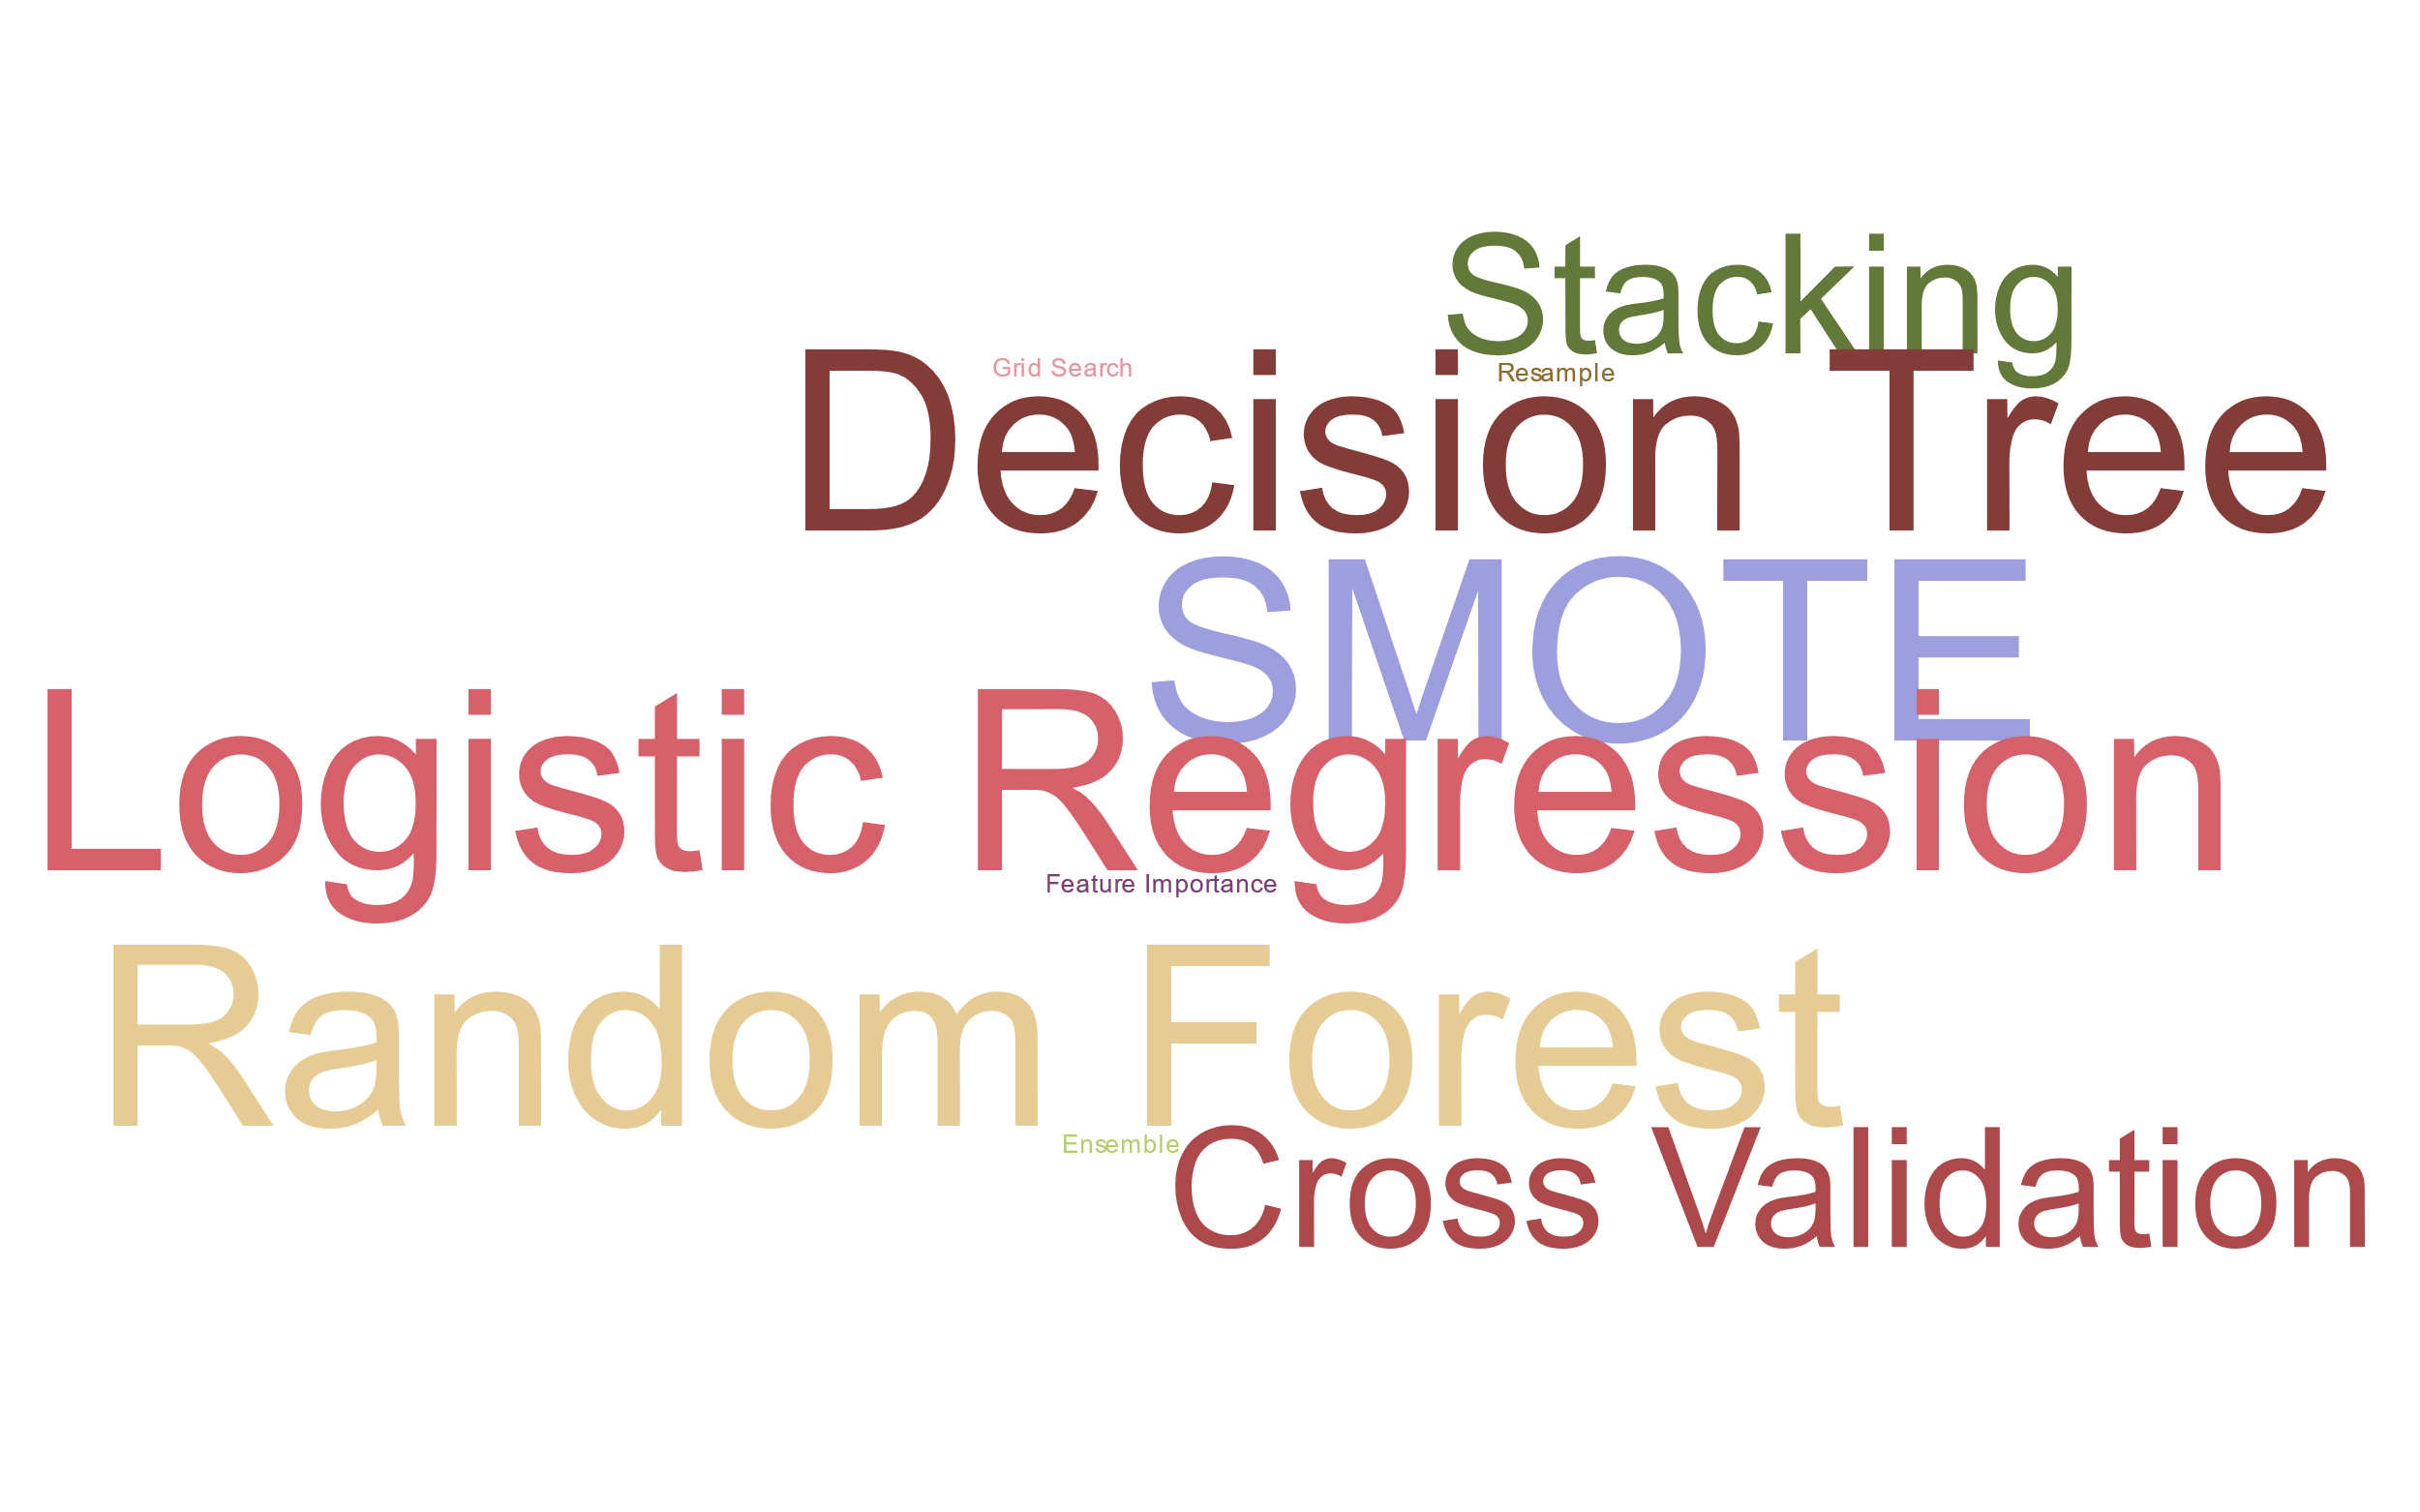 Stacking
Grid Search
Resample
Decision Tree
SMOTE
Logistic Regression
Feature Importance
Random Forest
Ensemble
Cross Validation